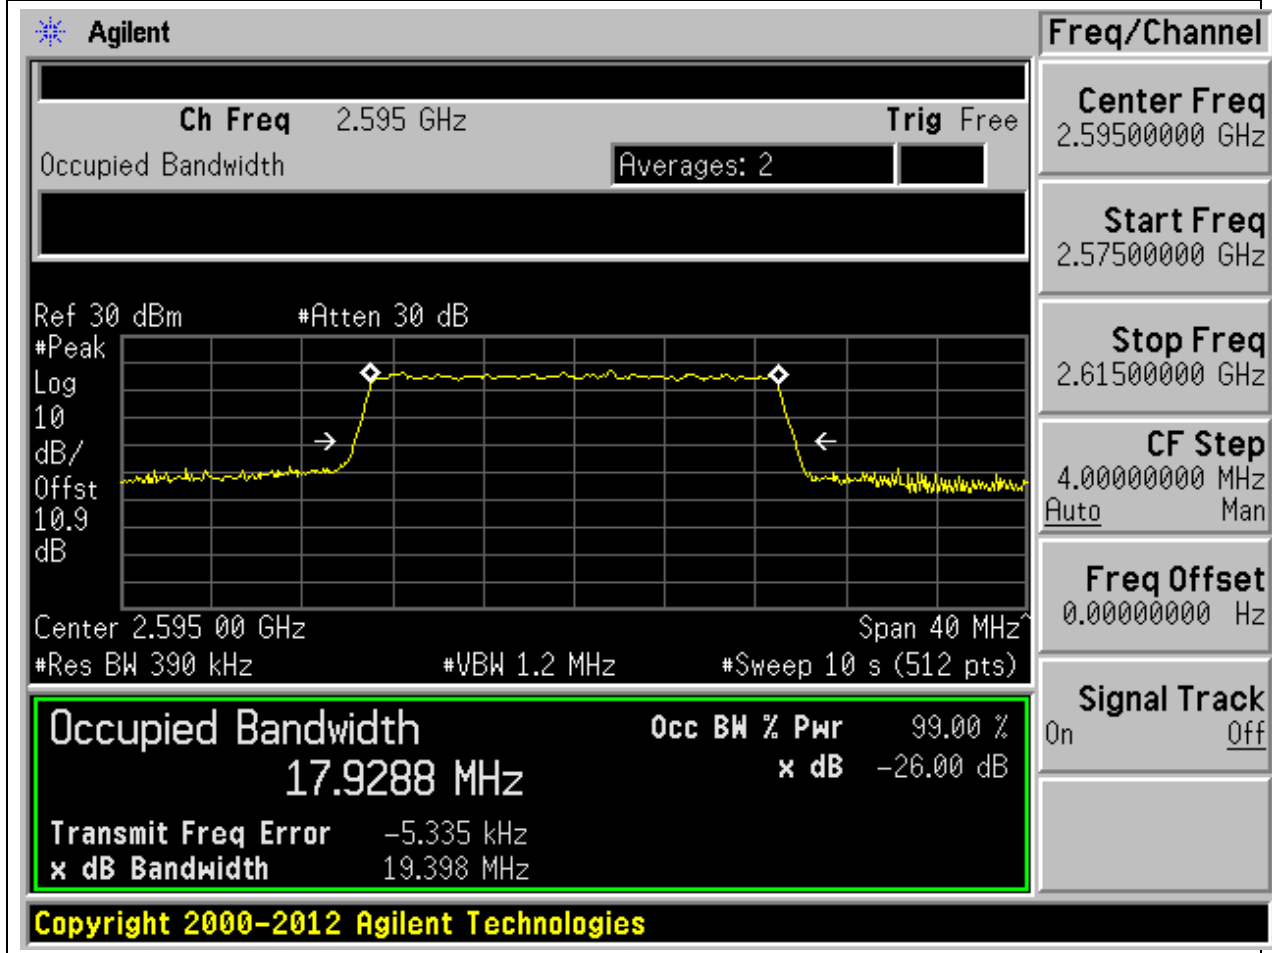 Agilent
Freq/Channel
Ch Freq 2.595 GHz Trig Free
Occupied Bandwidth Averages: 2
Center Freq
2.59500000 GHz
Start Freq
2.57500000 GHz
Stop Freq
2.61500000 GHz
CF Step
4.00000000 MHz
Auto Man
Freq Offset
0.00000000 Hz
Signal Track
On Off
Ref 30 dBm #Atten 30 dB
#Peak
Log
10
dB/
Offst
10.9
dB
Center 2.595 00 GHz Span 40 MHz^
#Res BW 390 kHz #VBW 1.2 MHz #Sweep 10 s (512 pts)
Occupied Bandwidth Occ BW % Pwr 99.00 %
17.9288 MHz x dB -26.00 dB
Transmit Freq Error -5.335 kHz
x dB Bandwidth 19.398 MHz
Copyright 2000-2012 Agilent Technologies